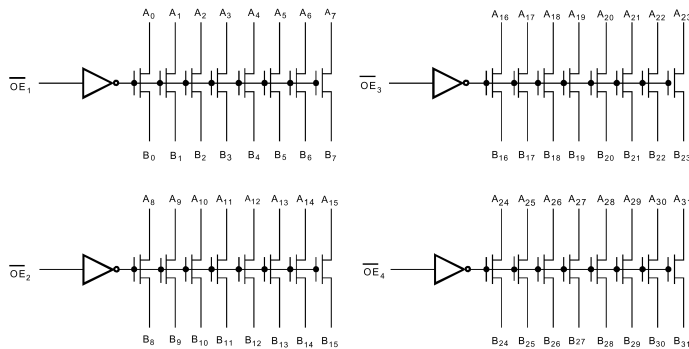 A0 A1 A2 A3 A4 A5 A6 A7
OE1
B0 B1 B2 B3 B4 B5 B6 B7
A16 A17 A18 A19 A20 A21 A22 A23
OE3
B16 B17 B18 B19 B20 B21 B22 B23
A8 A9 A10 A11 A12 A13 A14 A15
OE2
B8 B9 B10 B11 B12 B13 B14 B15
A24 A25 A26 A27 A28 A29 A30 A31
OE4
B24 B25 B26 B27 B28 B29 B30 B31